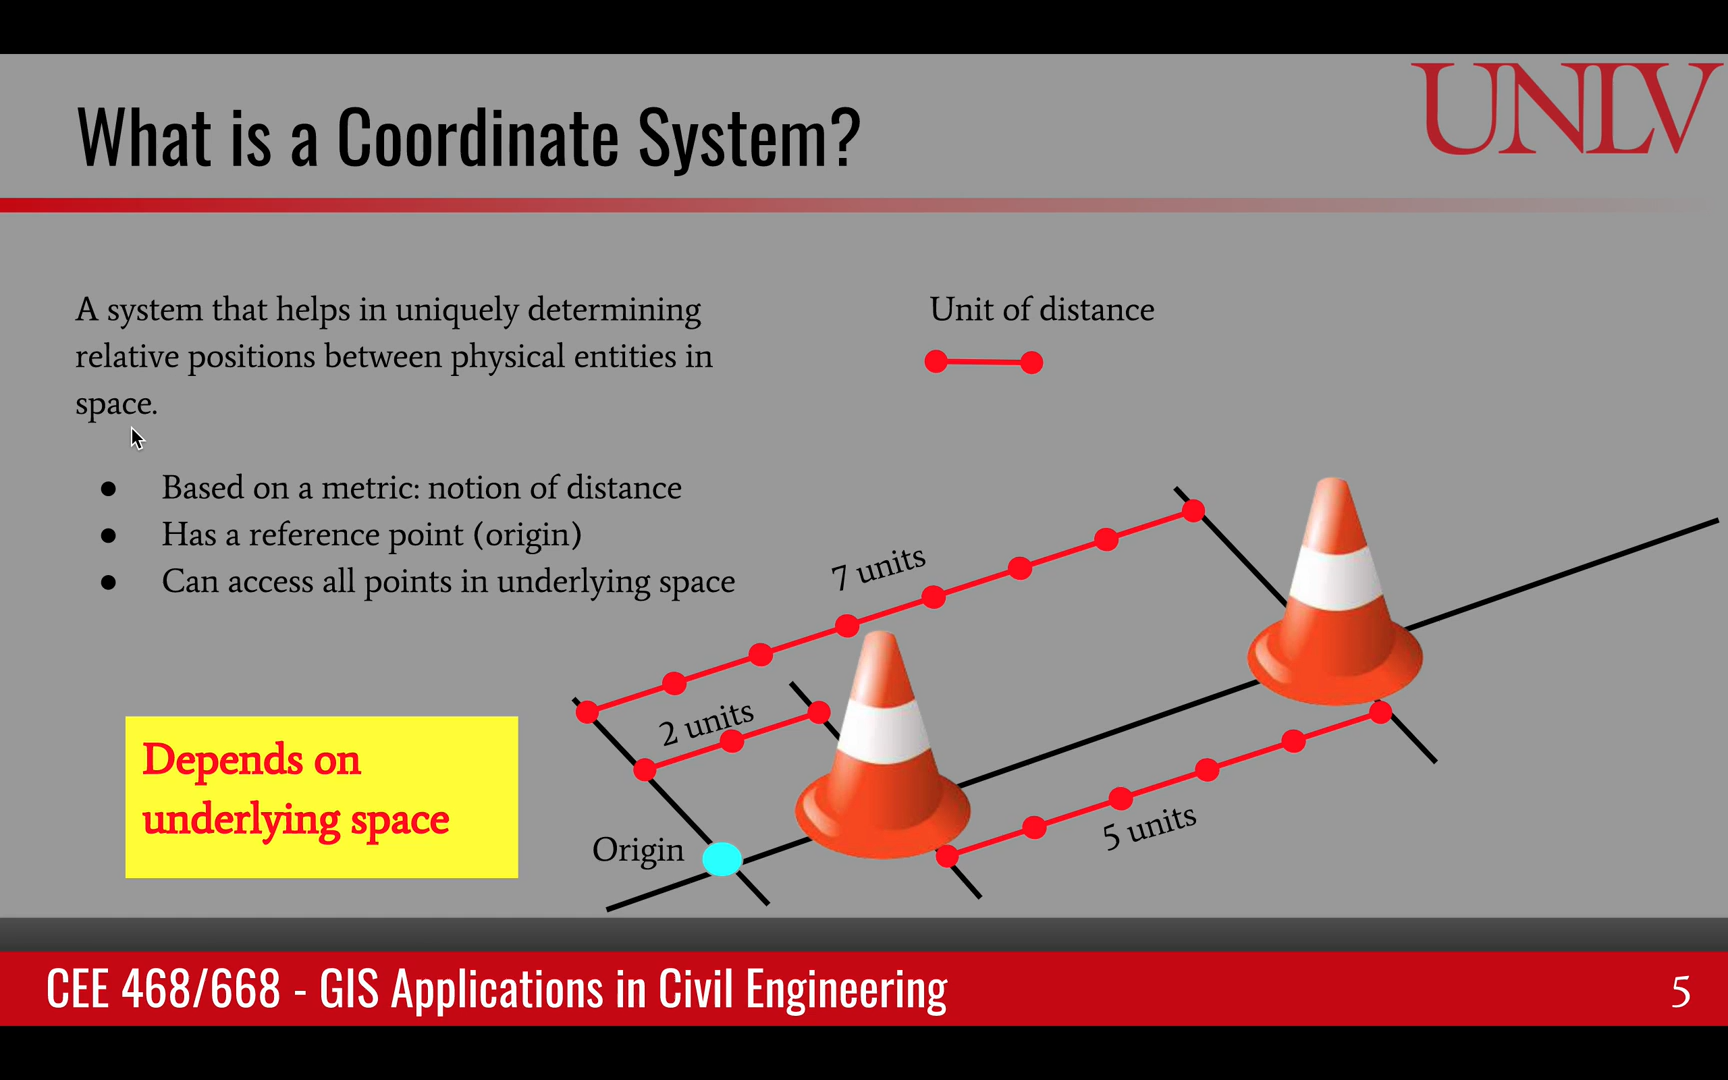 UNLV
What is a Coordinate System?
A system that helps in uniquely determining
relative positions between physical entities in
space.
● Based on a metric: notion of distance
● Has a reference point (origin)
● Can access all points in underlying space
Unit of distance
7 units
2 units
5 units
Origin
Depends on
underlying space
CEE 468/668 - GIS Applications in Civil Engineering
5